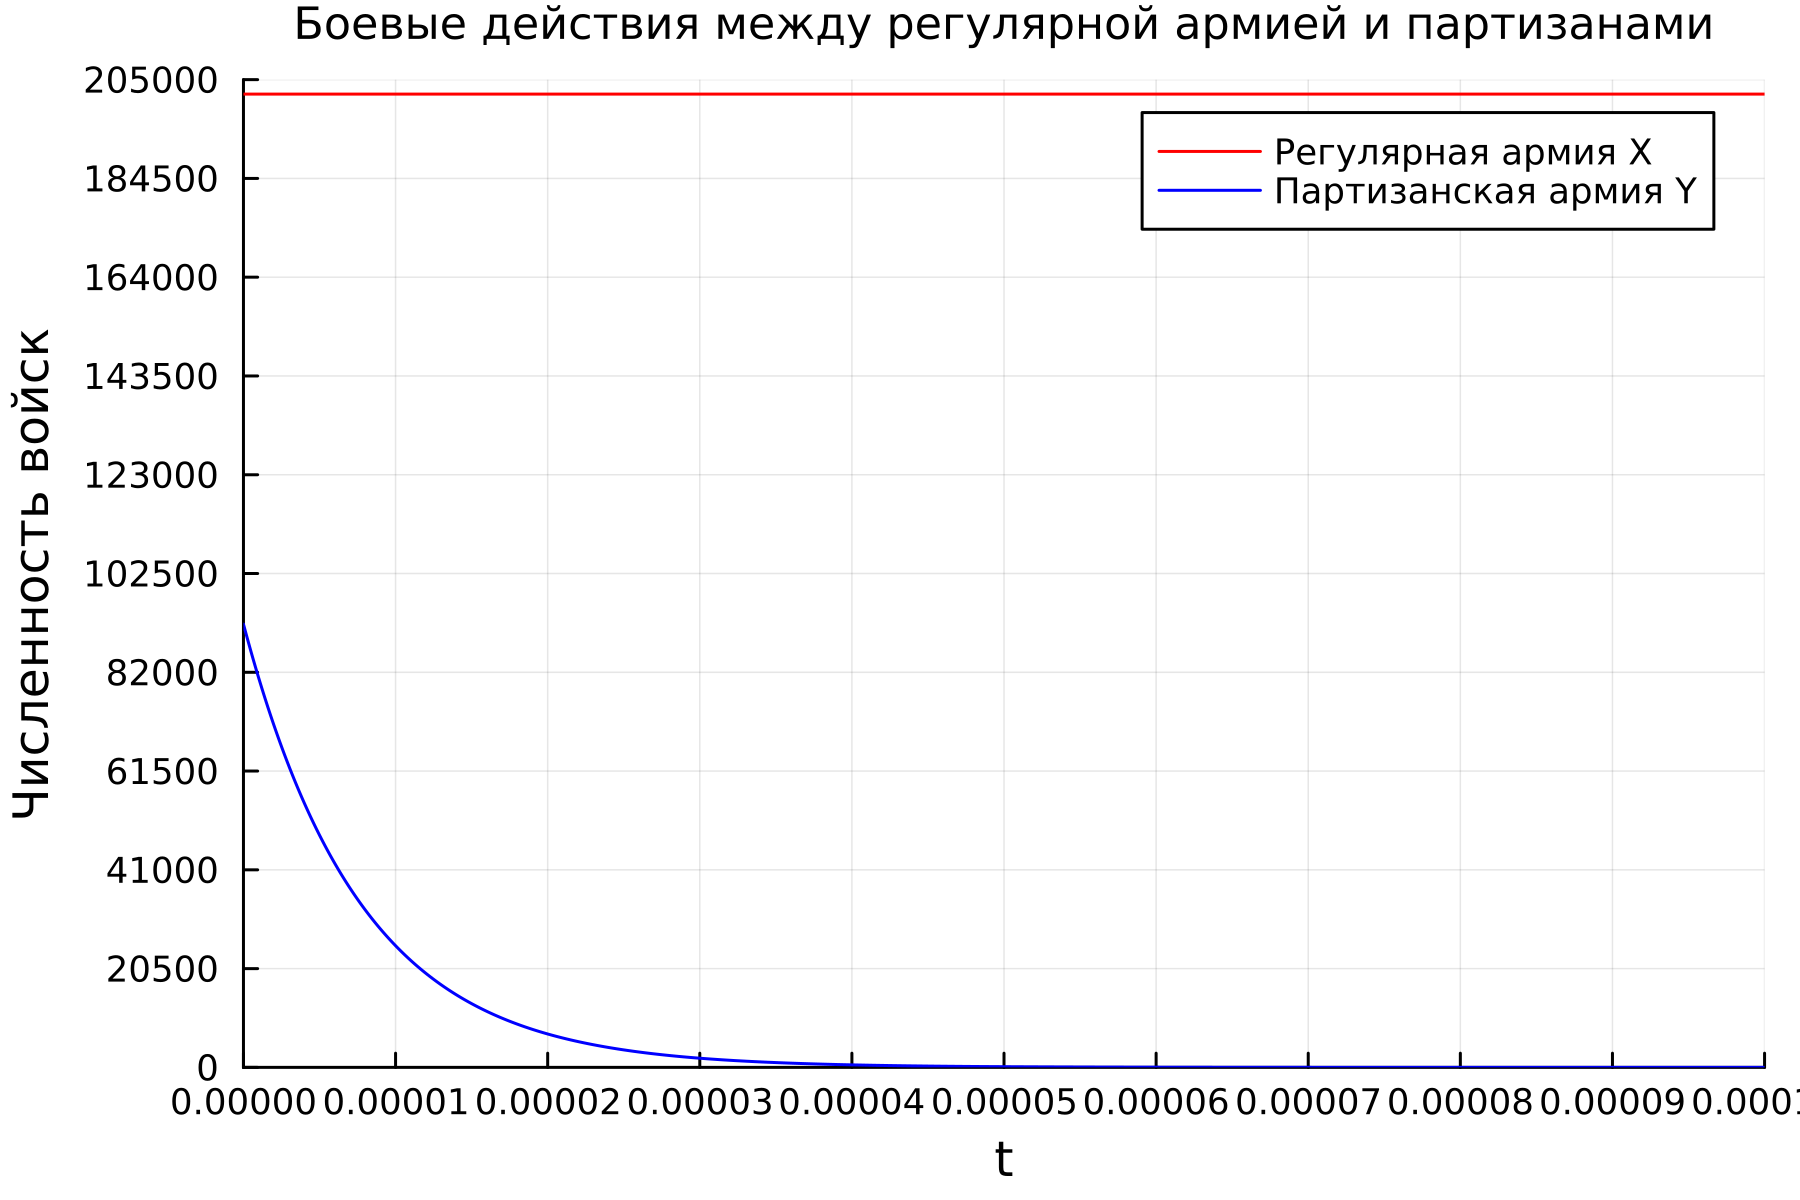 Боевые действия между регулярной армией и партизанами
205000
184500
164000
143500
123000
102500
82000
61500
41000
20500
0
Численность войск
Регулярная армия X
Партизанская армия Y
0.00000 0.00001 0.00002 0.00003 0.00004 0.00005 0.00006 0.00007 0.00008 0.00009 0.0001
t